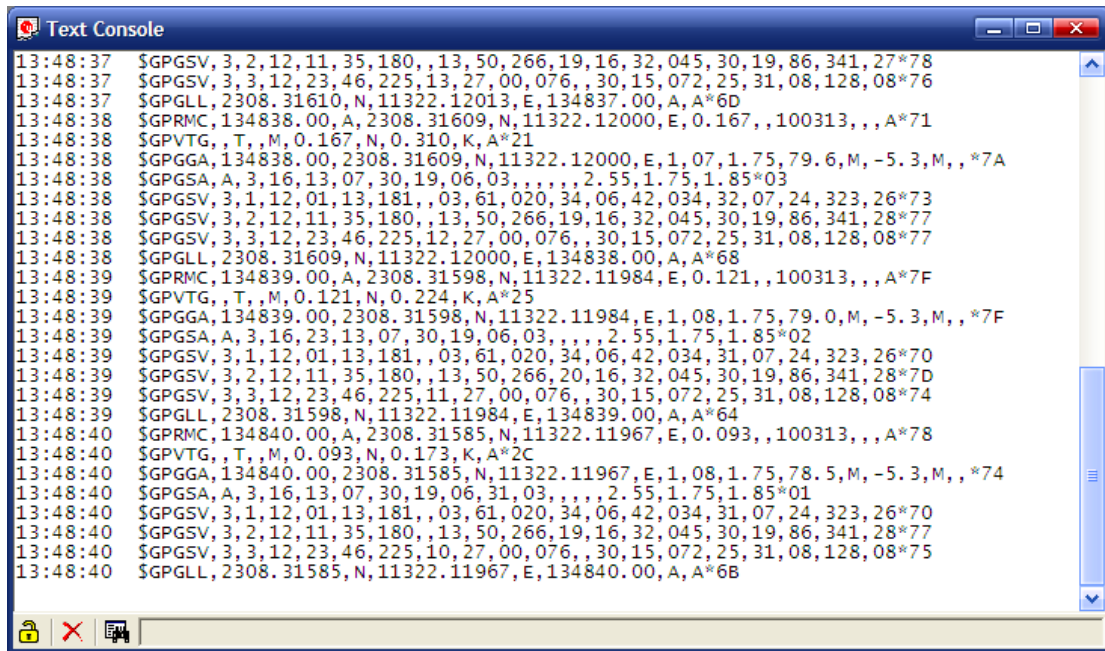 Text Console
13:48:37 $GPGSV,3,2,12,11,35,180,,13,50,266,19,16,32,045,30,19,86,341,27*78
13:48:37 $GPGSV,3,3,12,23,46,225,13,27,00,076,,30,15,072,25,31,08,128,08*76
13:48:37 $GPGLL,2308.31610,N,11322.12013,E,134837.00,A,A*6D
13:48:38 $GPRMC,134838.00,A,2308.31609,N,11322.12000,E,0.167,,100313,,,A*71
13:48:38 $GPVTG,,T,,M,0.167,N,0.310,K,A*21
13:48:38 $GPGGA,134838.00,2308.31609,N,11322.12000,E,1,07,1.75,79.6,M,-5.3,M,,*7A
13:48:38 $GPGSA,A,3,16,13,07,30,19,06,03,,,,,,2.55,1.75,1.85*03
13:48:38 $GPGSV,3,1,12,01,13,181,,03,61,020,34,06,42,034,32,07,24,323,26*73
13:48:38 $GPGSV,3,2,12,11,35,180,,13,50,266,19,16,32,045,30,19,86,341,28*77
13:48:38 $GPGSV,3,3,12,23,46,225,12,27,00,076,,30,15,072,25,31,08,128,08*77
13:48:38 $GPGLL,2308.31609,N,11322.12000,E,134838.00,A,A*68
13:48:39 $GPRMC,134839.00,A,2308.31598,N,11322.11984,E,0.121,,100313,,,A*7F
13:48:39 $GPVTG,,T,,M,0.121,N,0.224,K,A*25
13:48:39 $GPGGA,134839.00,2308.31598,N,11322.11984,E,1,08,1.75,79.0,M,-5.3,M,,*7F
13:48:39 $GPGSA,A,3,16,23,13,07,30,19,06,03,,,,,2.55,1.75,1.85*02
13:48:39 $GPGSV,3,1,12,01,13,181,,03,61,020,34,06,42,034,31,07,24,323,26*70
13:48:39 $GPGSV,3,2,12,11,35,180,,13,50,266,20,16,32,045,30,19,86,341,28*7D
13:48:39 $GPGSV,3,3,12,23,46,225,11,27,00,076,,30,15,072,25,31,08,128,08*74
13:48:39 $GPGLL,2308.31598,N,11322.11984,E,134839.00,A,A*64
13:48:40 $GPRMC,134840.00,A,2308.31585,N,11322.11967,E,0.093,,100313,,,A*78
13:48:40 $GPVTG,,T,,M,0.093,N,0.173,K,A*2C
13:48:40 $GPGGA,134840.00,2308.31585,N,11322.11967,E,1,08,1.75,78.5,M,-5.3,M,,*74
13:48:40 $GPGSA,A,3,16,13,07,30,19,06,31,03,,,,,2.55,1.75,1.85*01
13:48:40 $GPGSV,3,1,12,01,13,181,,03,61,020,34,06,42,034,31,07,24,323,26*70
13:48:40 $GPGSV,3,2,12,11,35,180,,13,50,266,19,16,32,045,30,19,86,341,28*77
13:48:40 $GPGSV,3,3,12,23,46,225,10,27,00,076,,30,15,072,25,31,08,128,08*75
13:48:40 $GPGLL,2308.31585,N,11322.11967,E,134840.00,A,A*6B